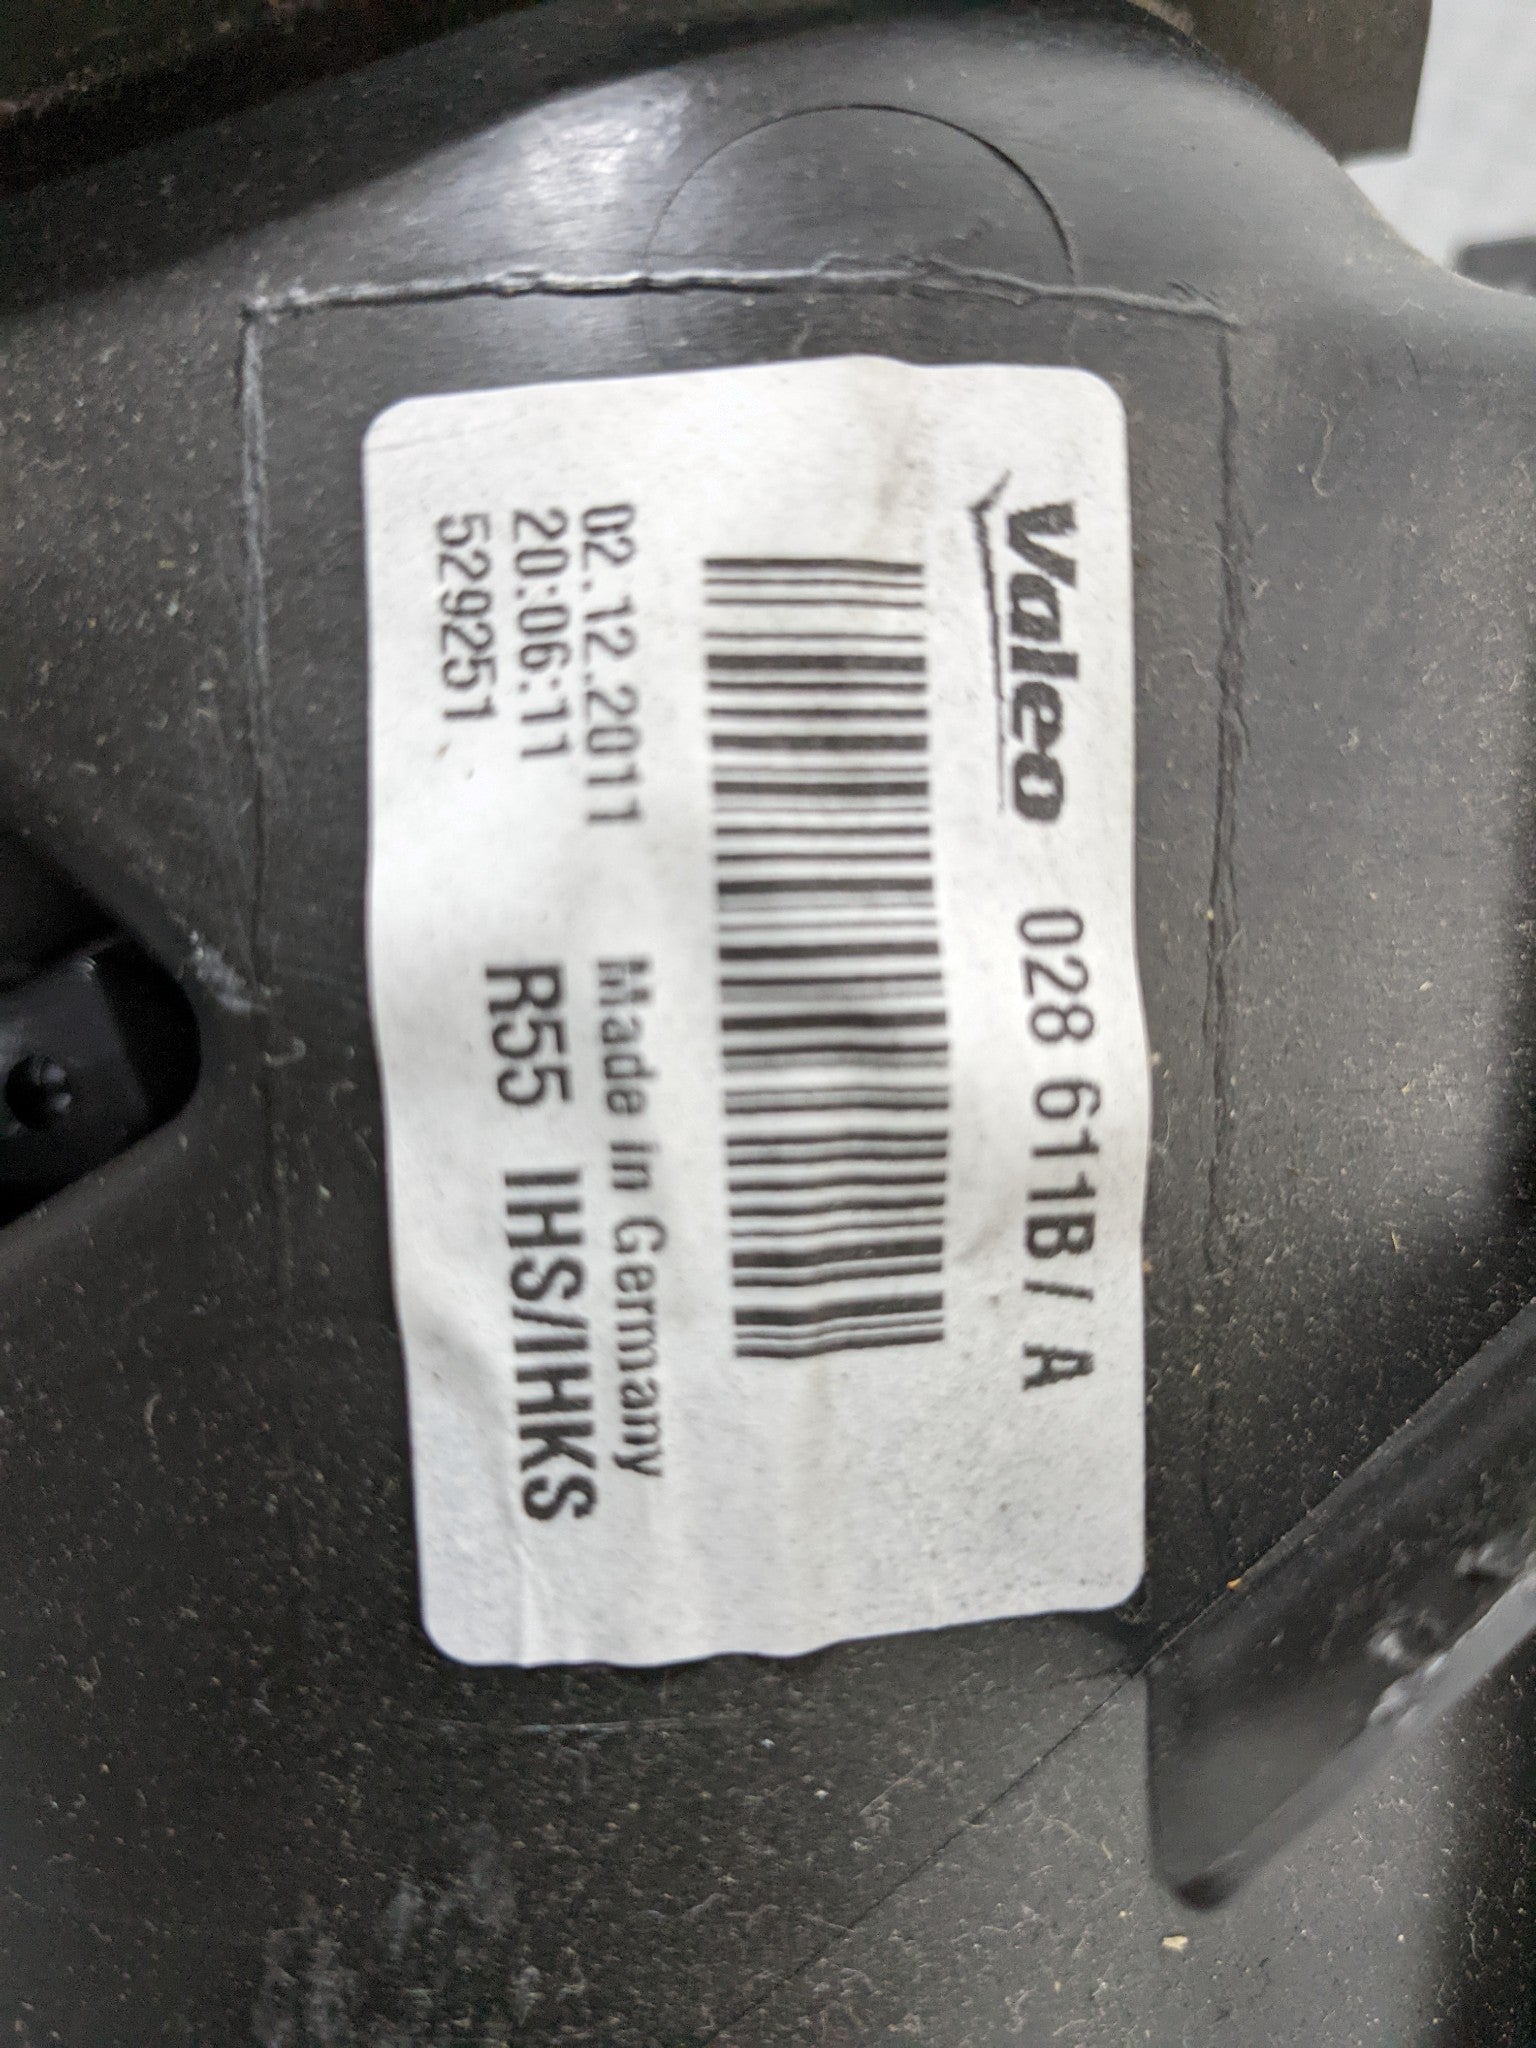 Valeo 028 611B/ A
02.12.2011 Made in Germany
20:06:11 R55 IHS/IHKS
529251